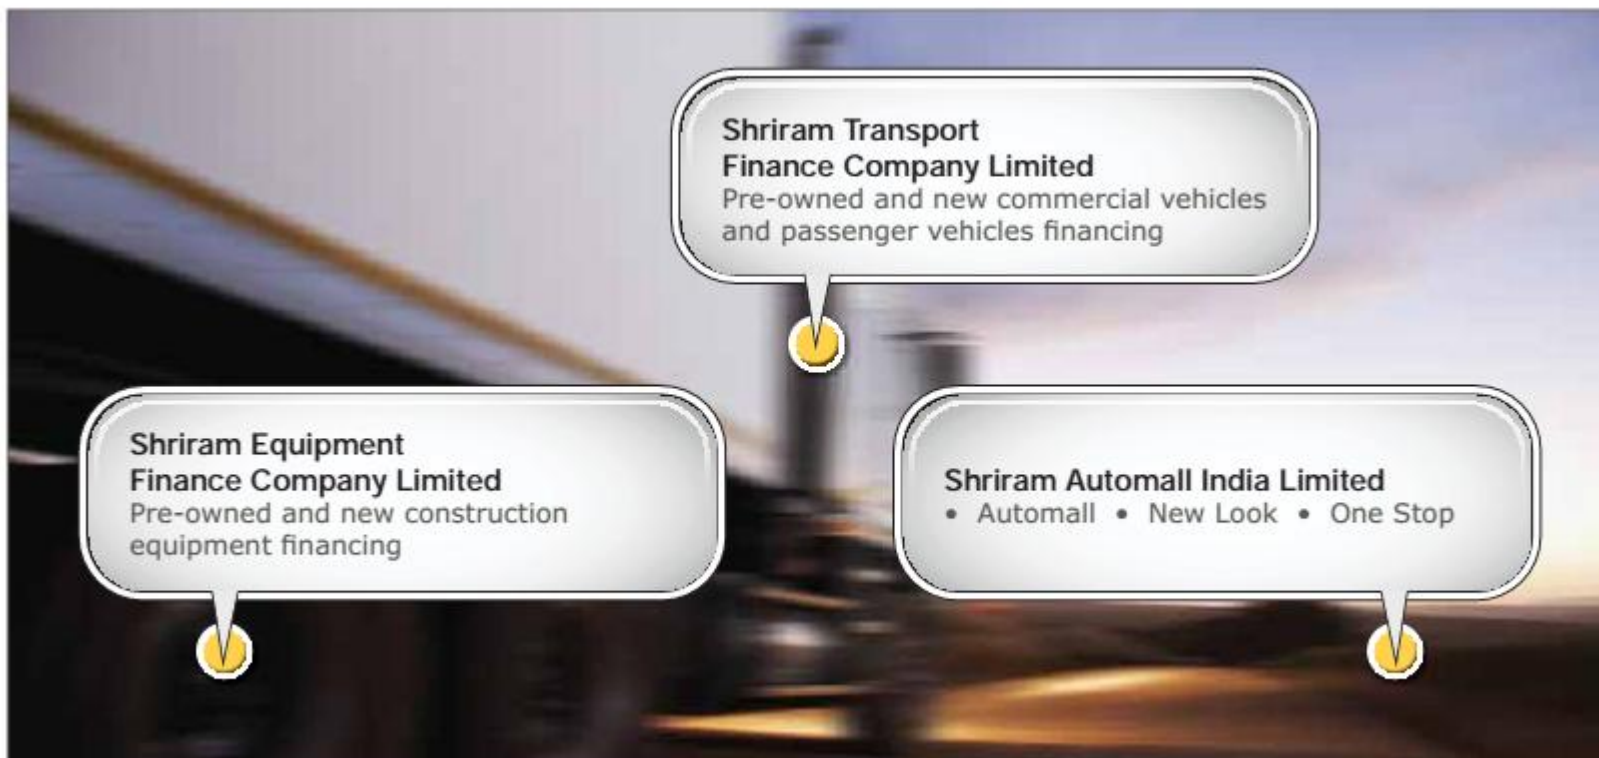 Shriram Transport
Finance Company Limited
Pre-owned and new commercial vehicles
and passenger vehicles financing
Shriram Equipment
Finance Company Limited
Pre-owned and new construction
equipment financing
Shriram Automall India Limited
• Automall • New Look • One Stop